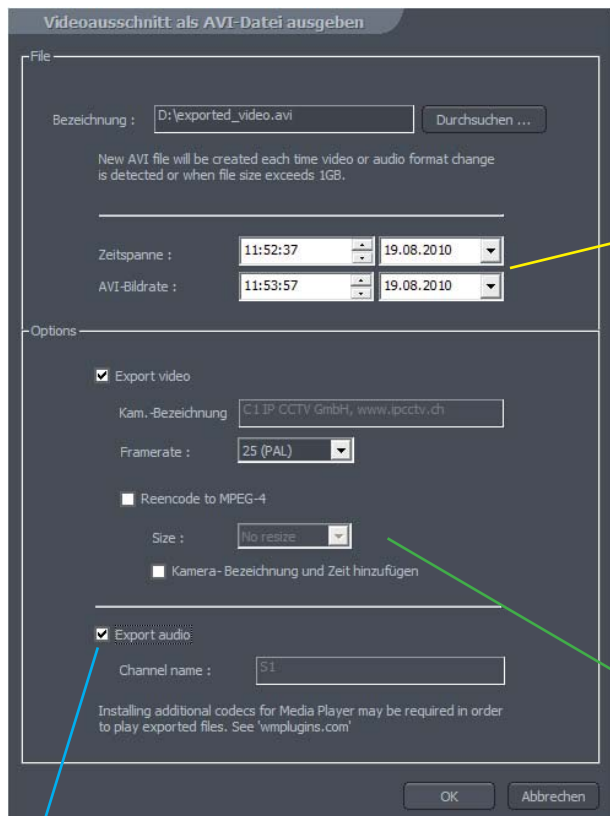 Videoausschnitt als AVI-Datei ausgeben
File
Bezeichnung : D:\exported_video.avi Durchsuchen ...
New AVI file will be created each time video or audio format change
is detected or when file size exceeds 1GB.
Zeitspanne : 11:52:37 19.08.2010
AVI-Bildrate : 11:53:57 19.08.2010
Options
Export video
Kam.-Bezeichnung C1 IP CCTV GmbH, www.ipcctv.ch
Framerate : 25 (PAL)
Reencode to MPEG-4
Size : No resize
Kamera- Bezeichnung und Zeit hinzufügen
Export audio
Channel name : S1
Installing additional codecs for Media Player may be required in order
to play exported files. See 'wmplugins.com'
OK Abbrechen